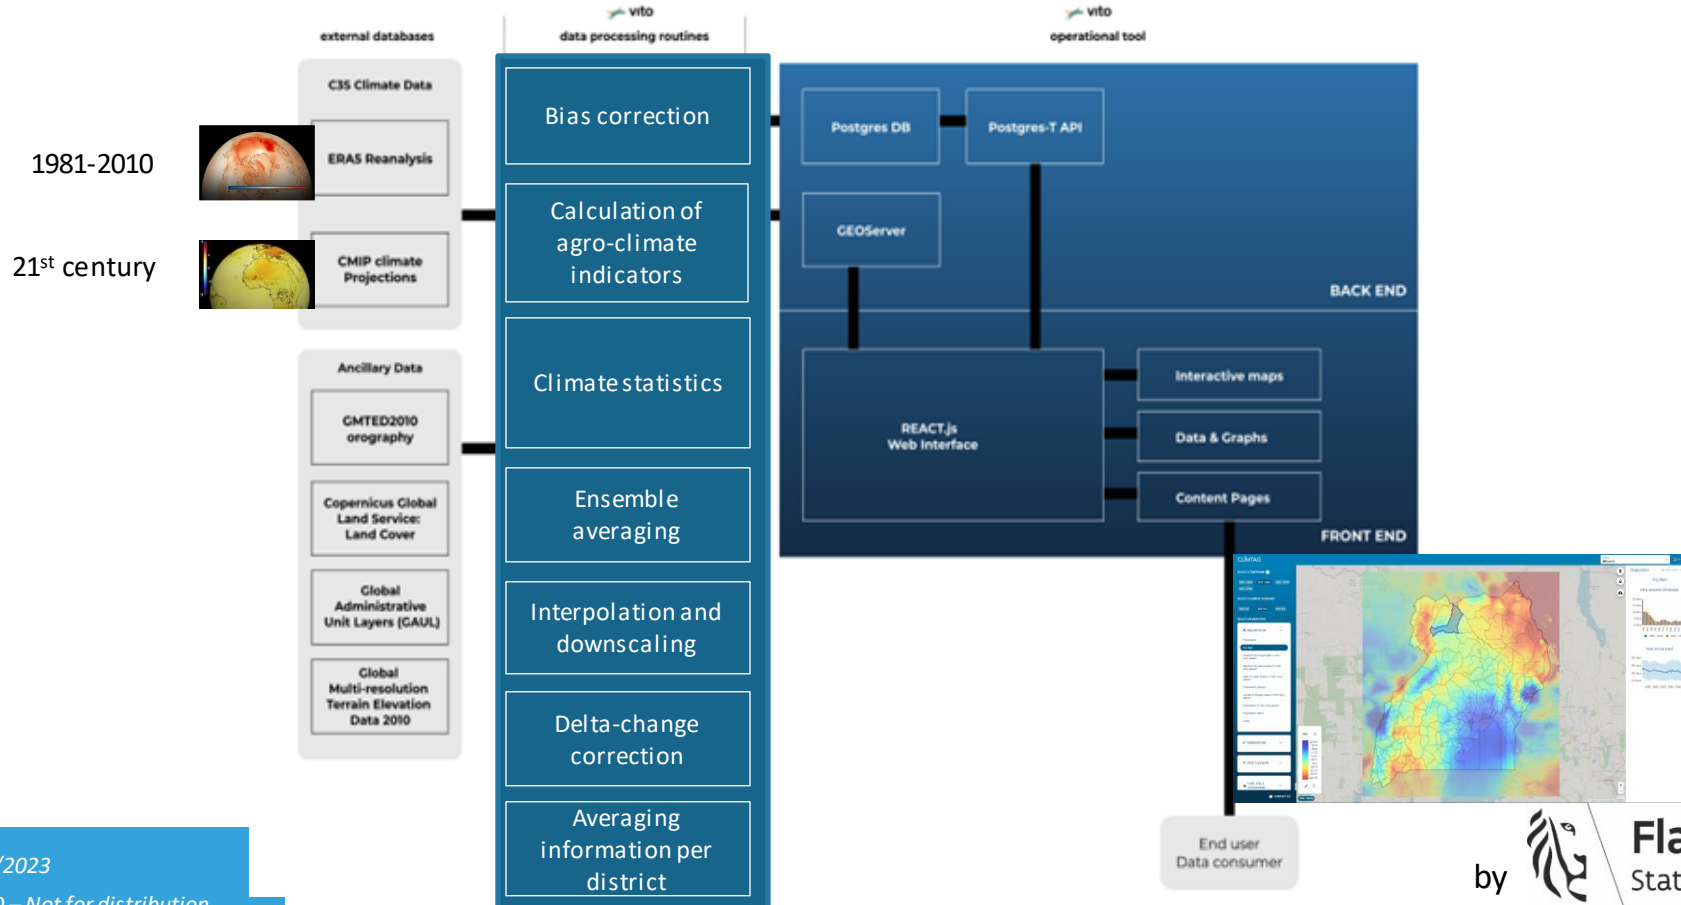 vito
vito
external databases
data processing routines
operational tool
1981-2010
21st century
C3S Climate Data
ERA5 Reanalysis
CMIP climate
Projections
Ancillary Data
GMTED2010
orography
Copernicus Global
Land Service:
Land Cover
Global
Administrative
Unit Layers (GAUL)
Global
Multi-resolution
Terrain Elevation
Data 2010
Bias correction
Calculation of
agro-climate
indicators
Climate statistics
Ensemble
averaging
Interpolation and
downscaling
Delta-change
correction
Averaging
information per
district
Postgres DB
Postgres-T API
GEOServer
BACK END
REACT.js
Web Interface
Interactive maps
Data & Graphs
Content Pages
FRONT END
CLIMTAG
End user
Data consumer
/2023
– Not for distribution
by
Fla
Stat